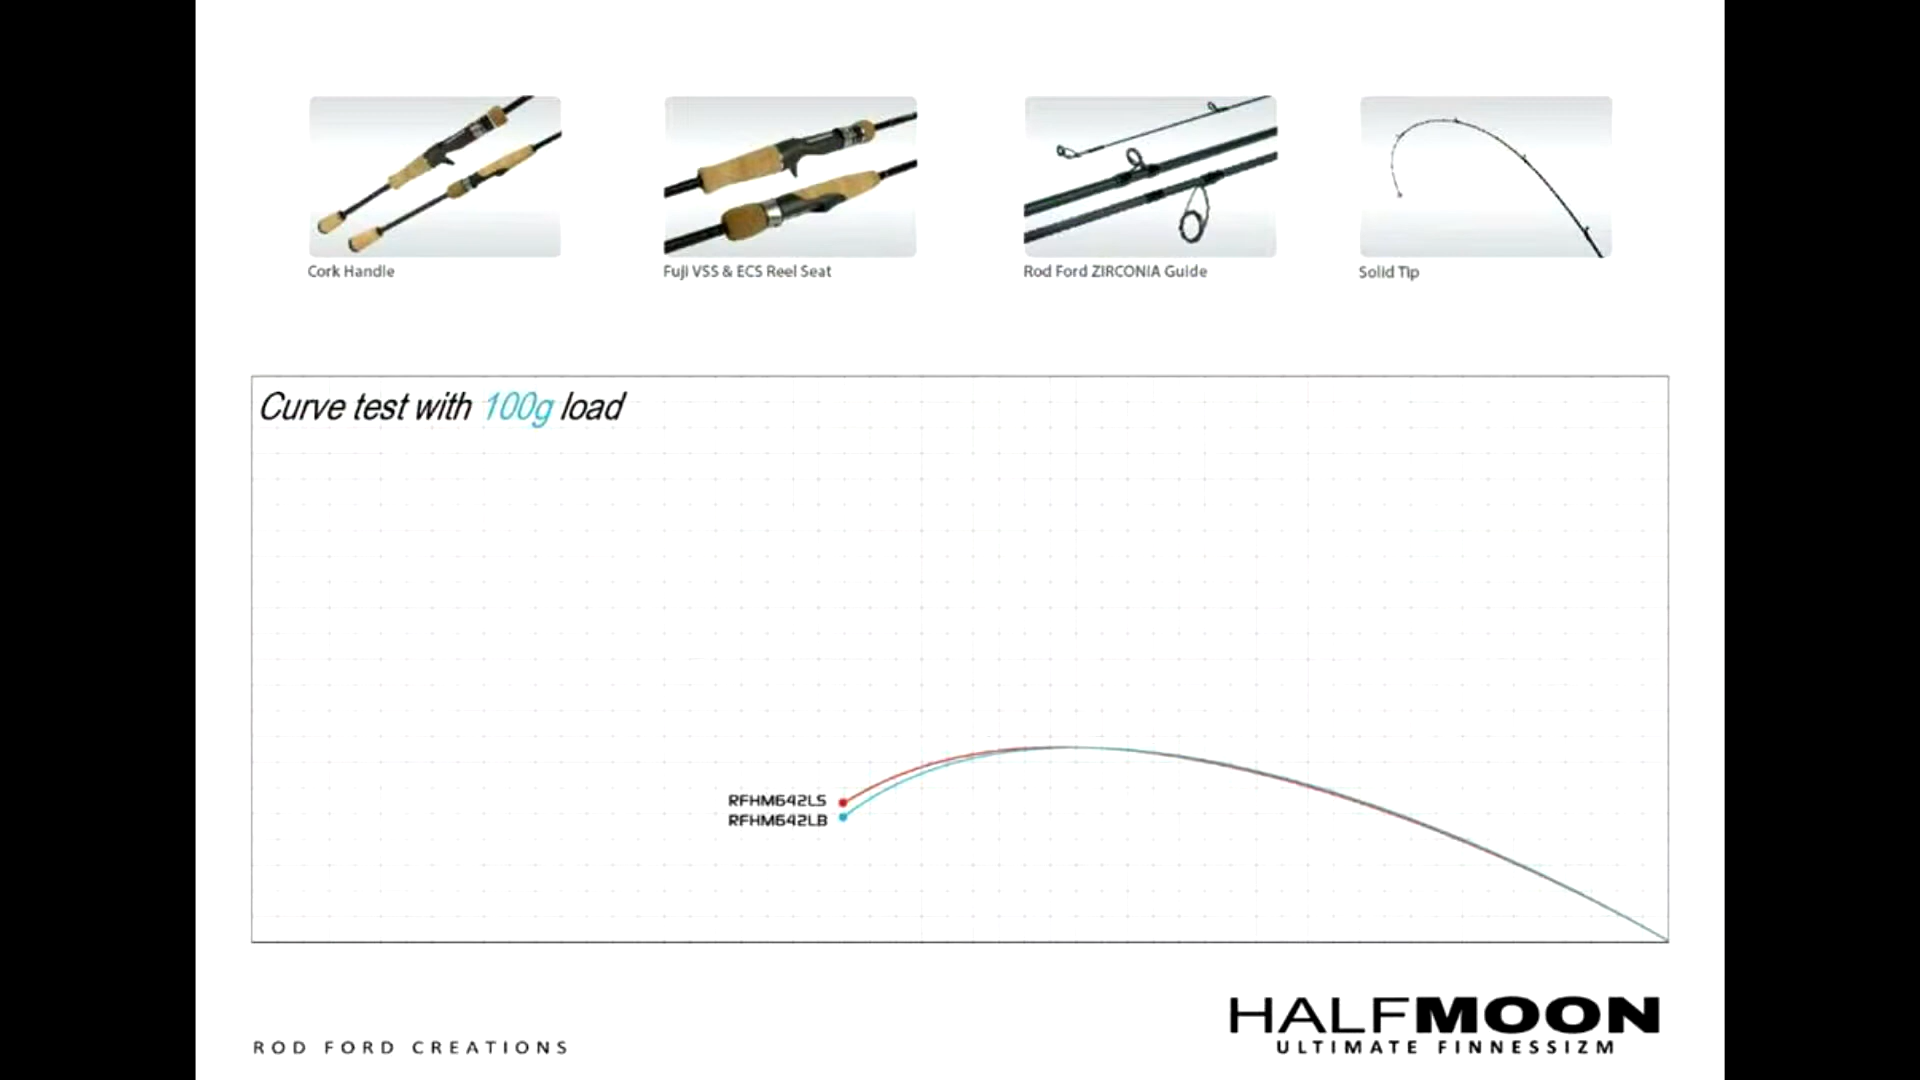 Cork Handle
Fuji VSS & ECS Reel Seat
Rod Ford ZIRCONIA Guide
Solid Tip
Curve test with 100g load
RFHM642LS
RFHM642LB
ROD FORD CREATIONS
HALFMOON
ULTIMATE FINNESSIZM